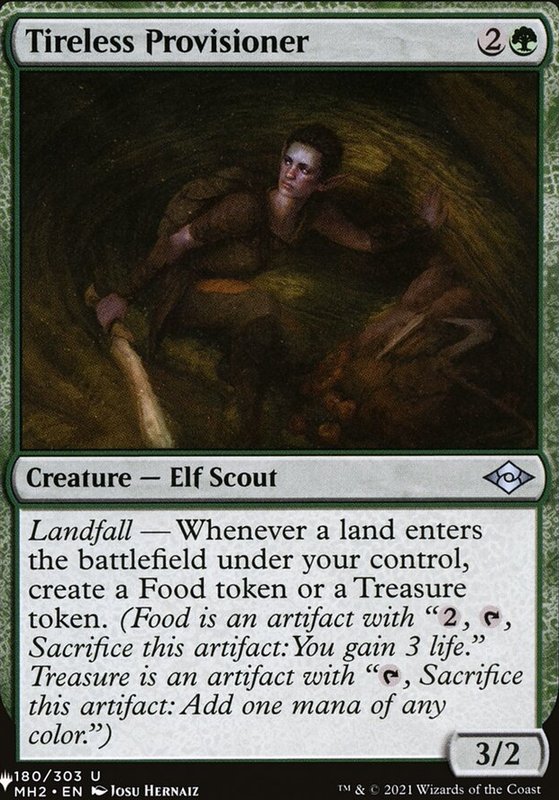 Tireless Provisioner 2
Creature — Elf Scout
Landfall — Whenever a land enters
the battlefield under your control,
create a Food token or a Treasure
token. (Food is an artifact with “2, ,
Sacrifice this artifact: You gain 3 life.”
Treasure is an artifact with “ , Sacrifice
this artifact: Add one mana of any
color.”)
3/2
180/303 U
MH2 • EN Josu Hernaiz
™ & © 2021 Wizards of the Coast